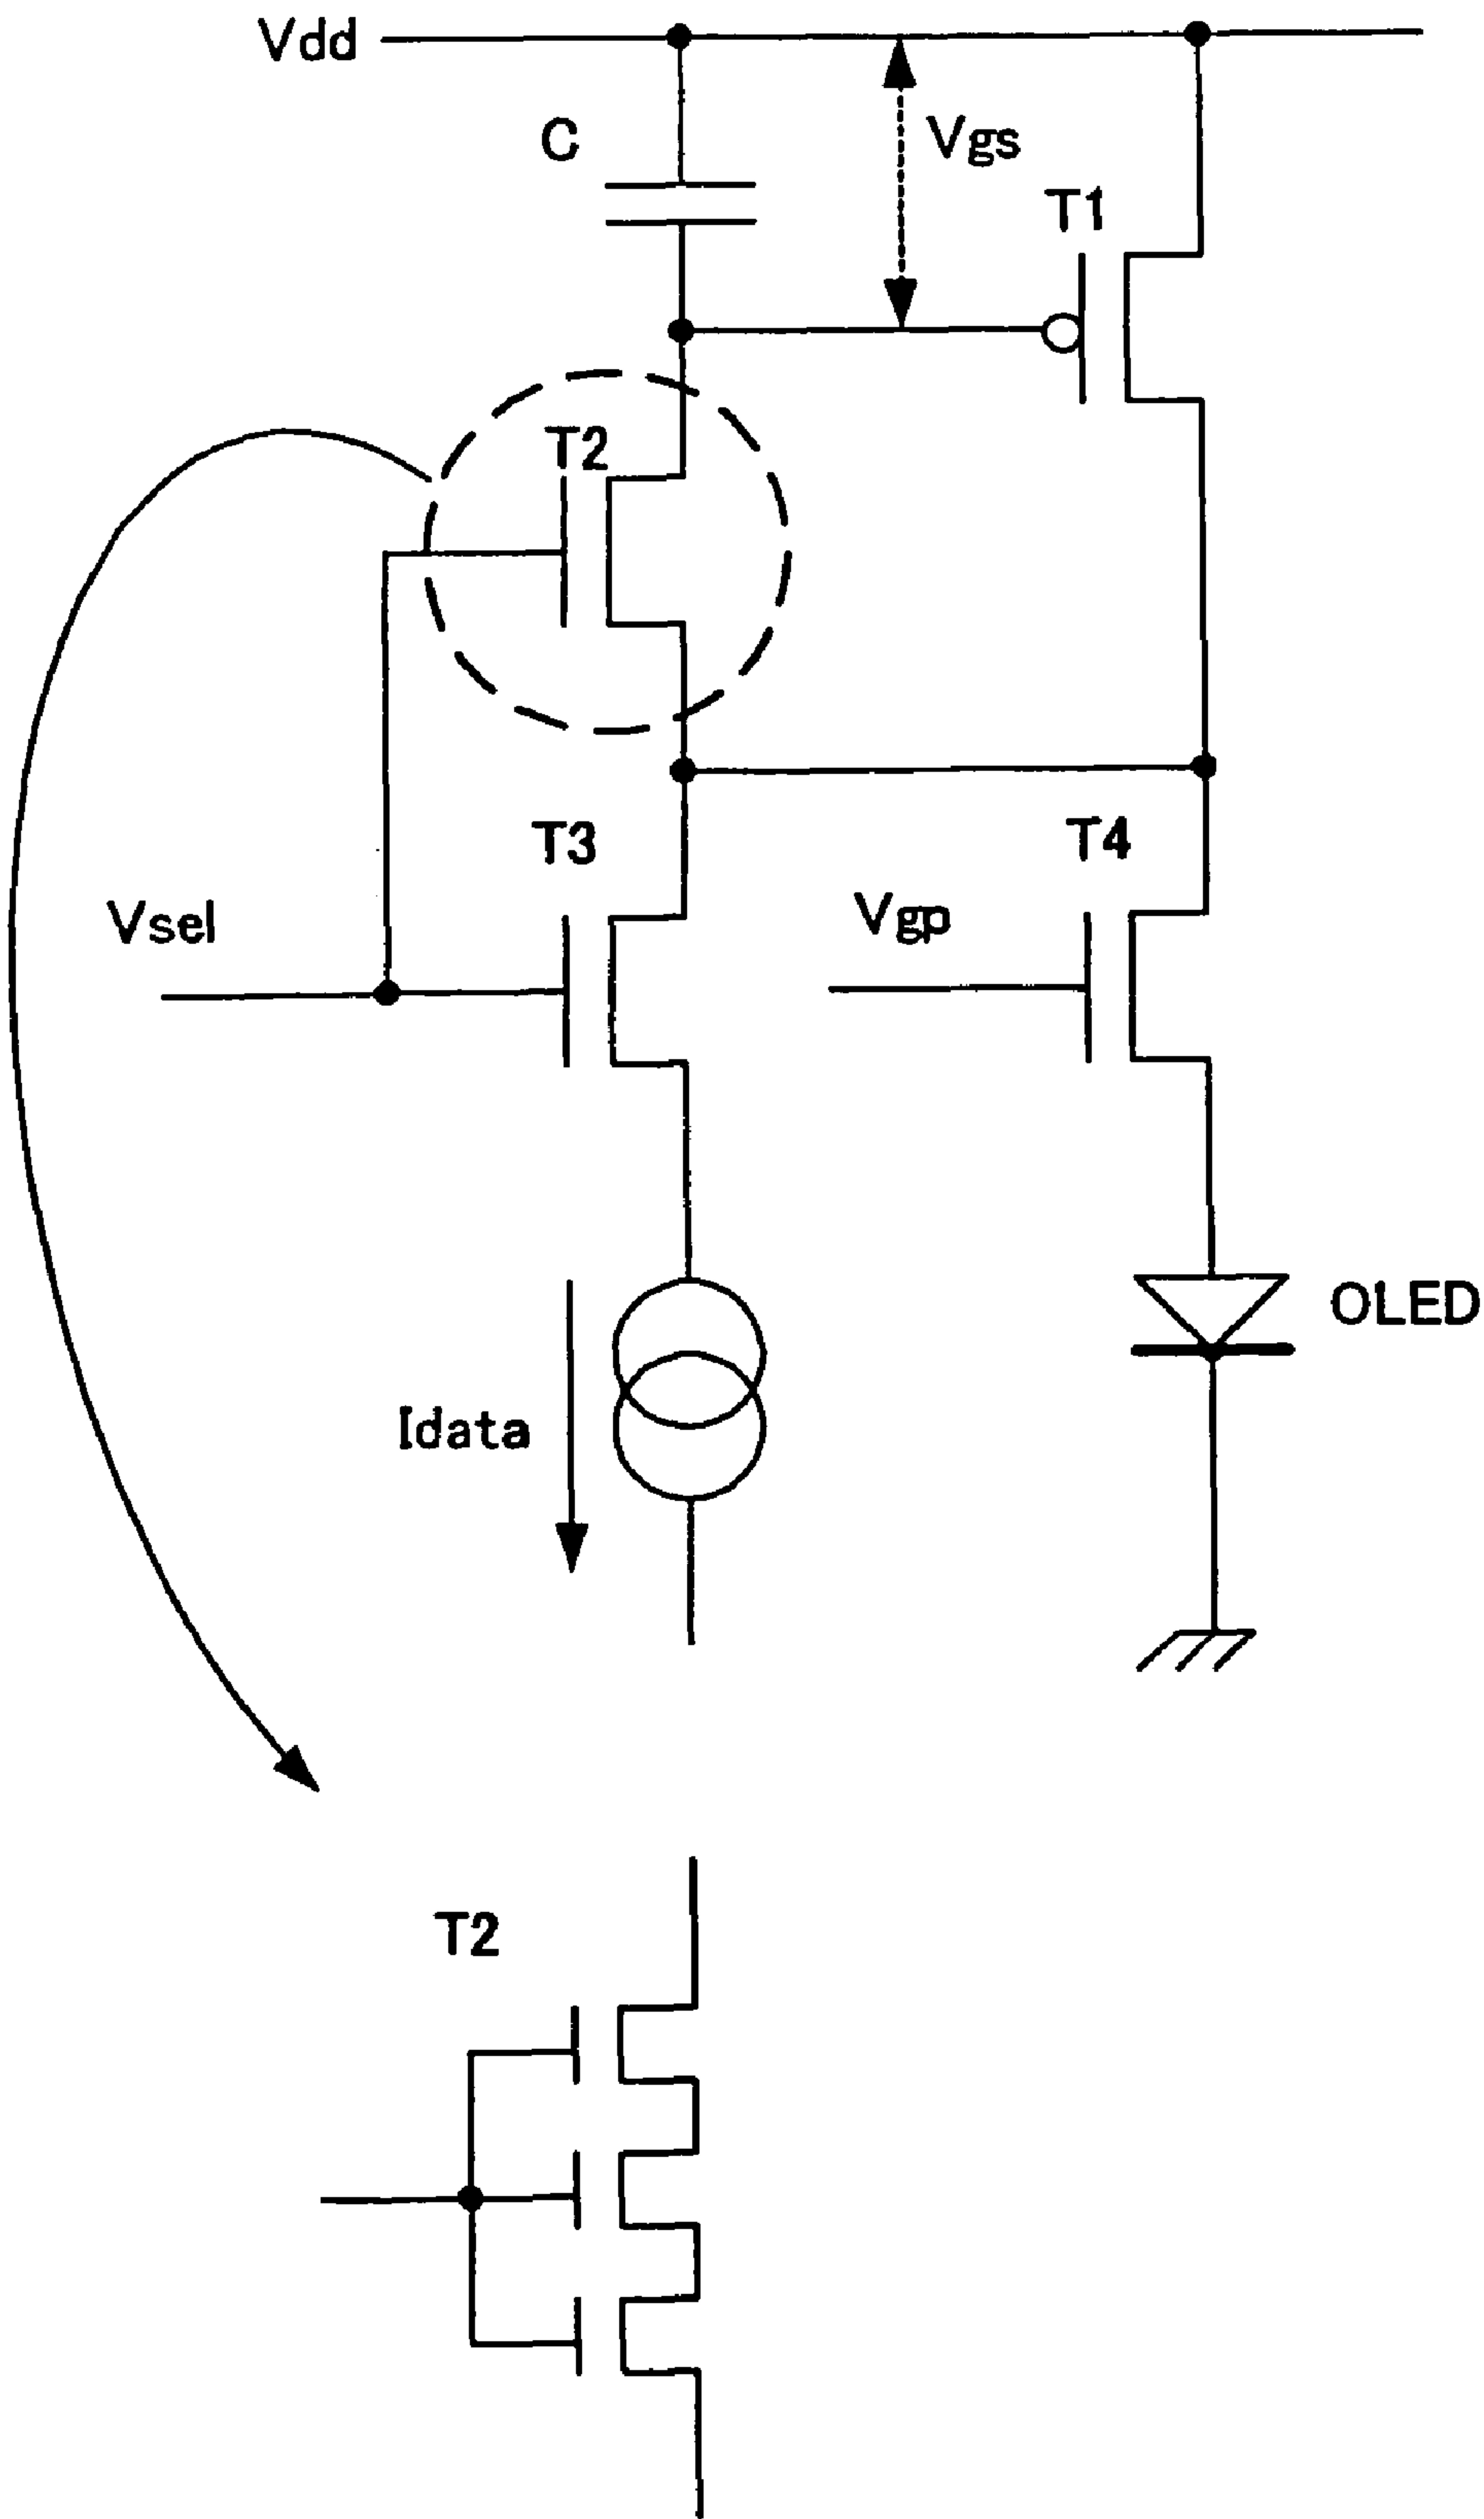 Vdd
C
Vgs
T1
T2
T3
T4
Vsel
Vgp
OLED
Idata
T2